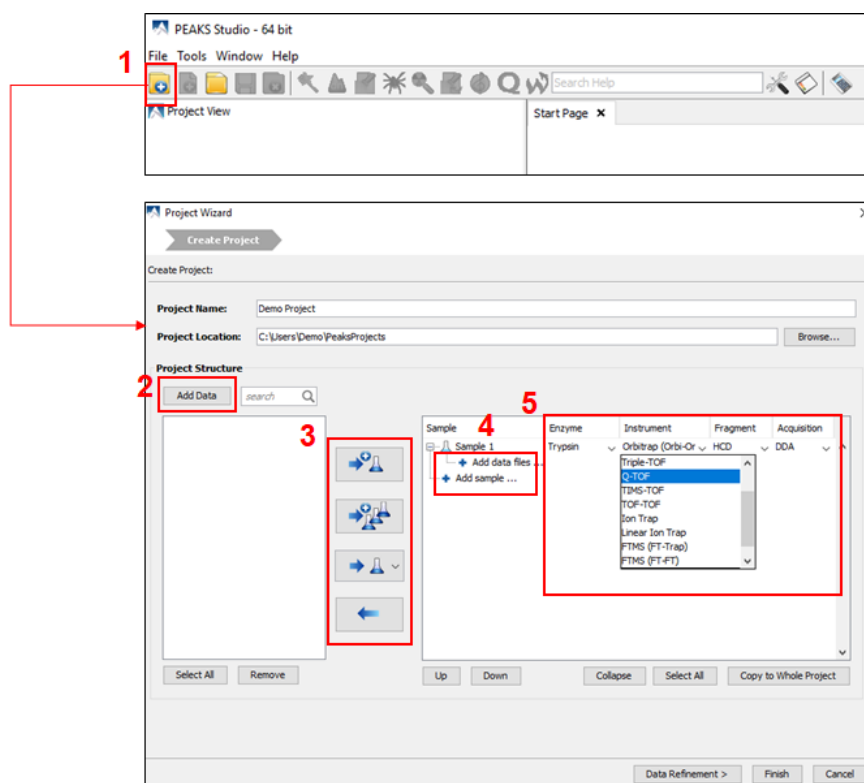 PEAKS Studio - 64 bit
File Tools Window Help
1
Search Help
Project View
Start Page
Project Wizard
Create Project
Create Project:
Project Name: Demo Project
Project Location: C:\Users\Demo\PeaksProjects Browse...
Project Structure
2 Add Data search
3
4
5
Sample Enzyme Instrument Fragment Acquisition
Sample 1 Trypsin Orbitrap (Orbi-Or HCD DDA
Add data files ...
Add sample ...
Triple-TOF
Q-TOF
TIMS-TOF
TOF-TOF
Ion Trap
Linear Ion Trap
FTMS (FT-Trap)
FTMS (FT-FT)
Select All Remove Up Down Collapse Select All Copy to Whole Project
Data Refinement > Finish Cancel